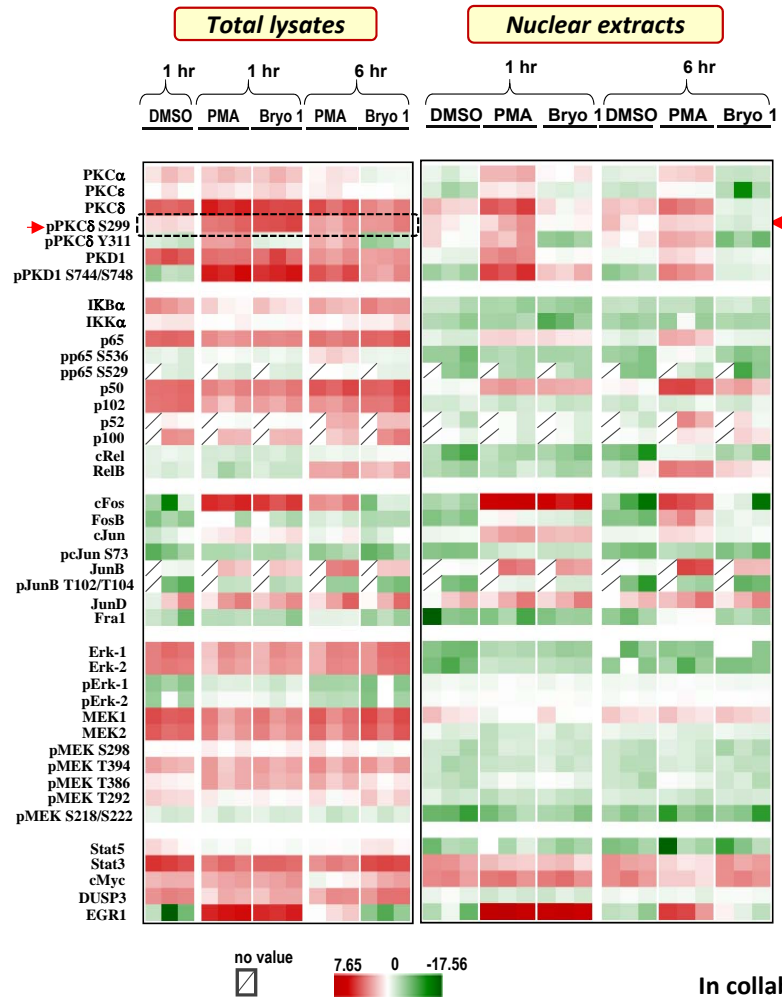 Total lysates Nuclear extracts
1 hr 1 hr 6 hr 1 hr 6 hr
DMSO PMA Bryo 1 PMA Bryo 1 DMSO PMA Bryo 1 DMSO PMA Bryo 1
PKCα
PKCε
PKCδ
pPKCδ S299
pPKCδ Y311
PKD1
pPKD1 S744/S748
IKBα
IKKα
p65
pp65 S536
pp65 S529
p50
p102
p52
p100
cRel
RelB
cFos
FosB
cJun
pcJun S73
JunB
pJunB T102/T104
JunD
Fra1
Erk-1
Erk-2
pErk-1
pErk-2
MEK1
MEK2
pMEK S298
pMEK T394
pMEK T386
pMEK T292
pMEK S218/S222
Stat5
Stat3
cMyc
DUSP3
EGR1
no value
7.65 0 -17.56
In collal